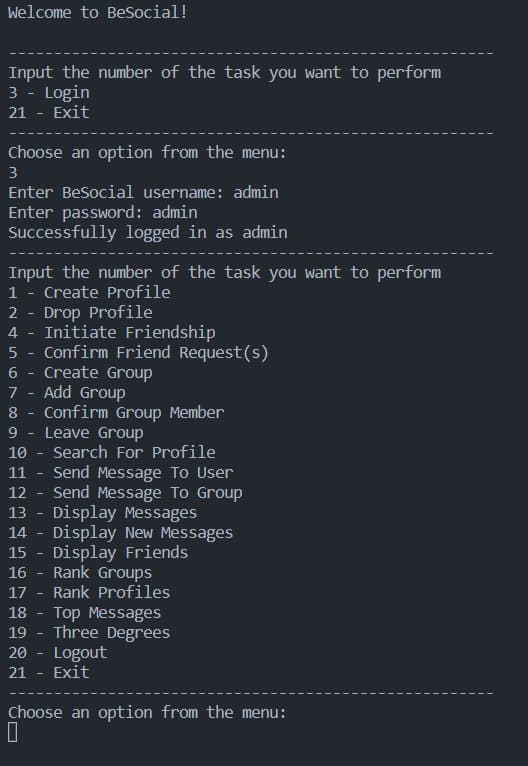 Welcome to BeSocial!
------------------------------------------------------
Input the number of the task you want to perform
3 - Login
21 - Exit
------------------------------------------------------
Choose an option from the menu:
3
Enter BeSocial username: admin
Enter password: admin
Successfully logged in as admin
------------------------------------------------------
Input the number of the task you want to perform
1 - Create Profile
2 - Drop Profile
4 - Initiate Friendship
5 - Confirm Friend Request(s)
6 - Create Group
7 - Add Group
8 - Confirm Group Member
9 - Leave Group
10 - Search For Profile
11 - Send Message To User
12 - Send Message To Group
13 - Display Messages
14 - Display New Messages
15 - Display Friends
16 - Rank Groups
17 - Rank Profiles
18 - Top Messages
19 - Three Degrees
20 - Logout
21 - Exit
------------------------------------------------------
Choose an option from the menu: